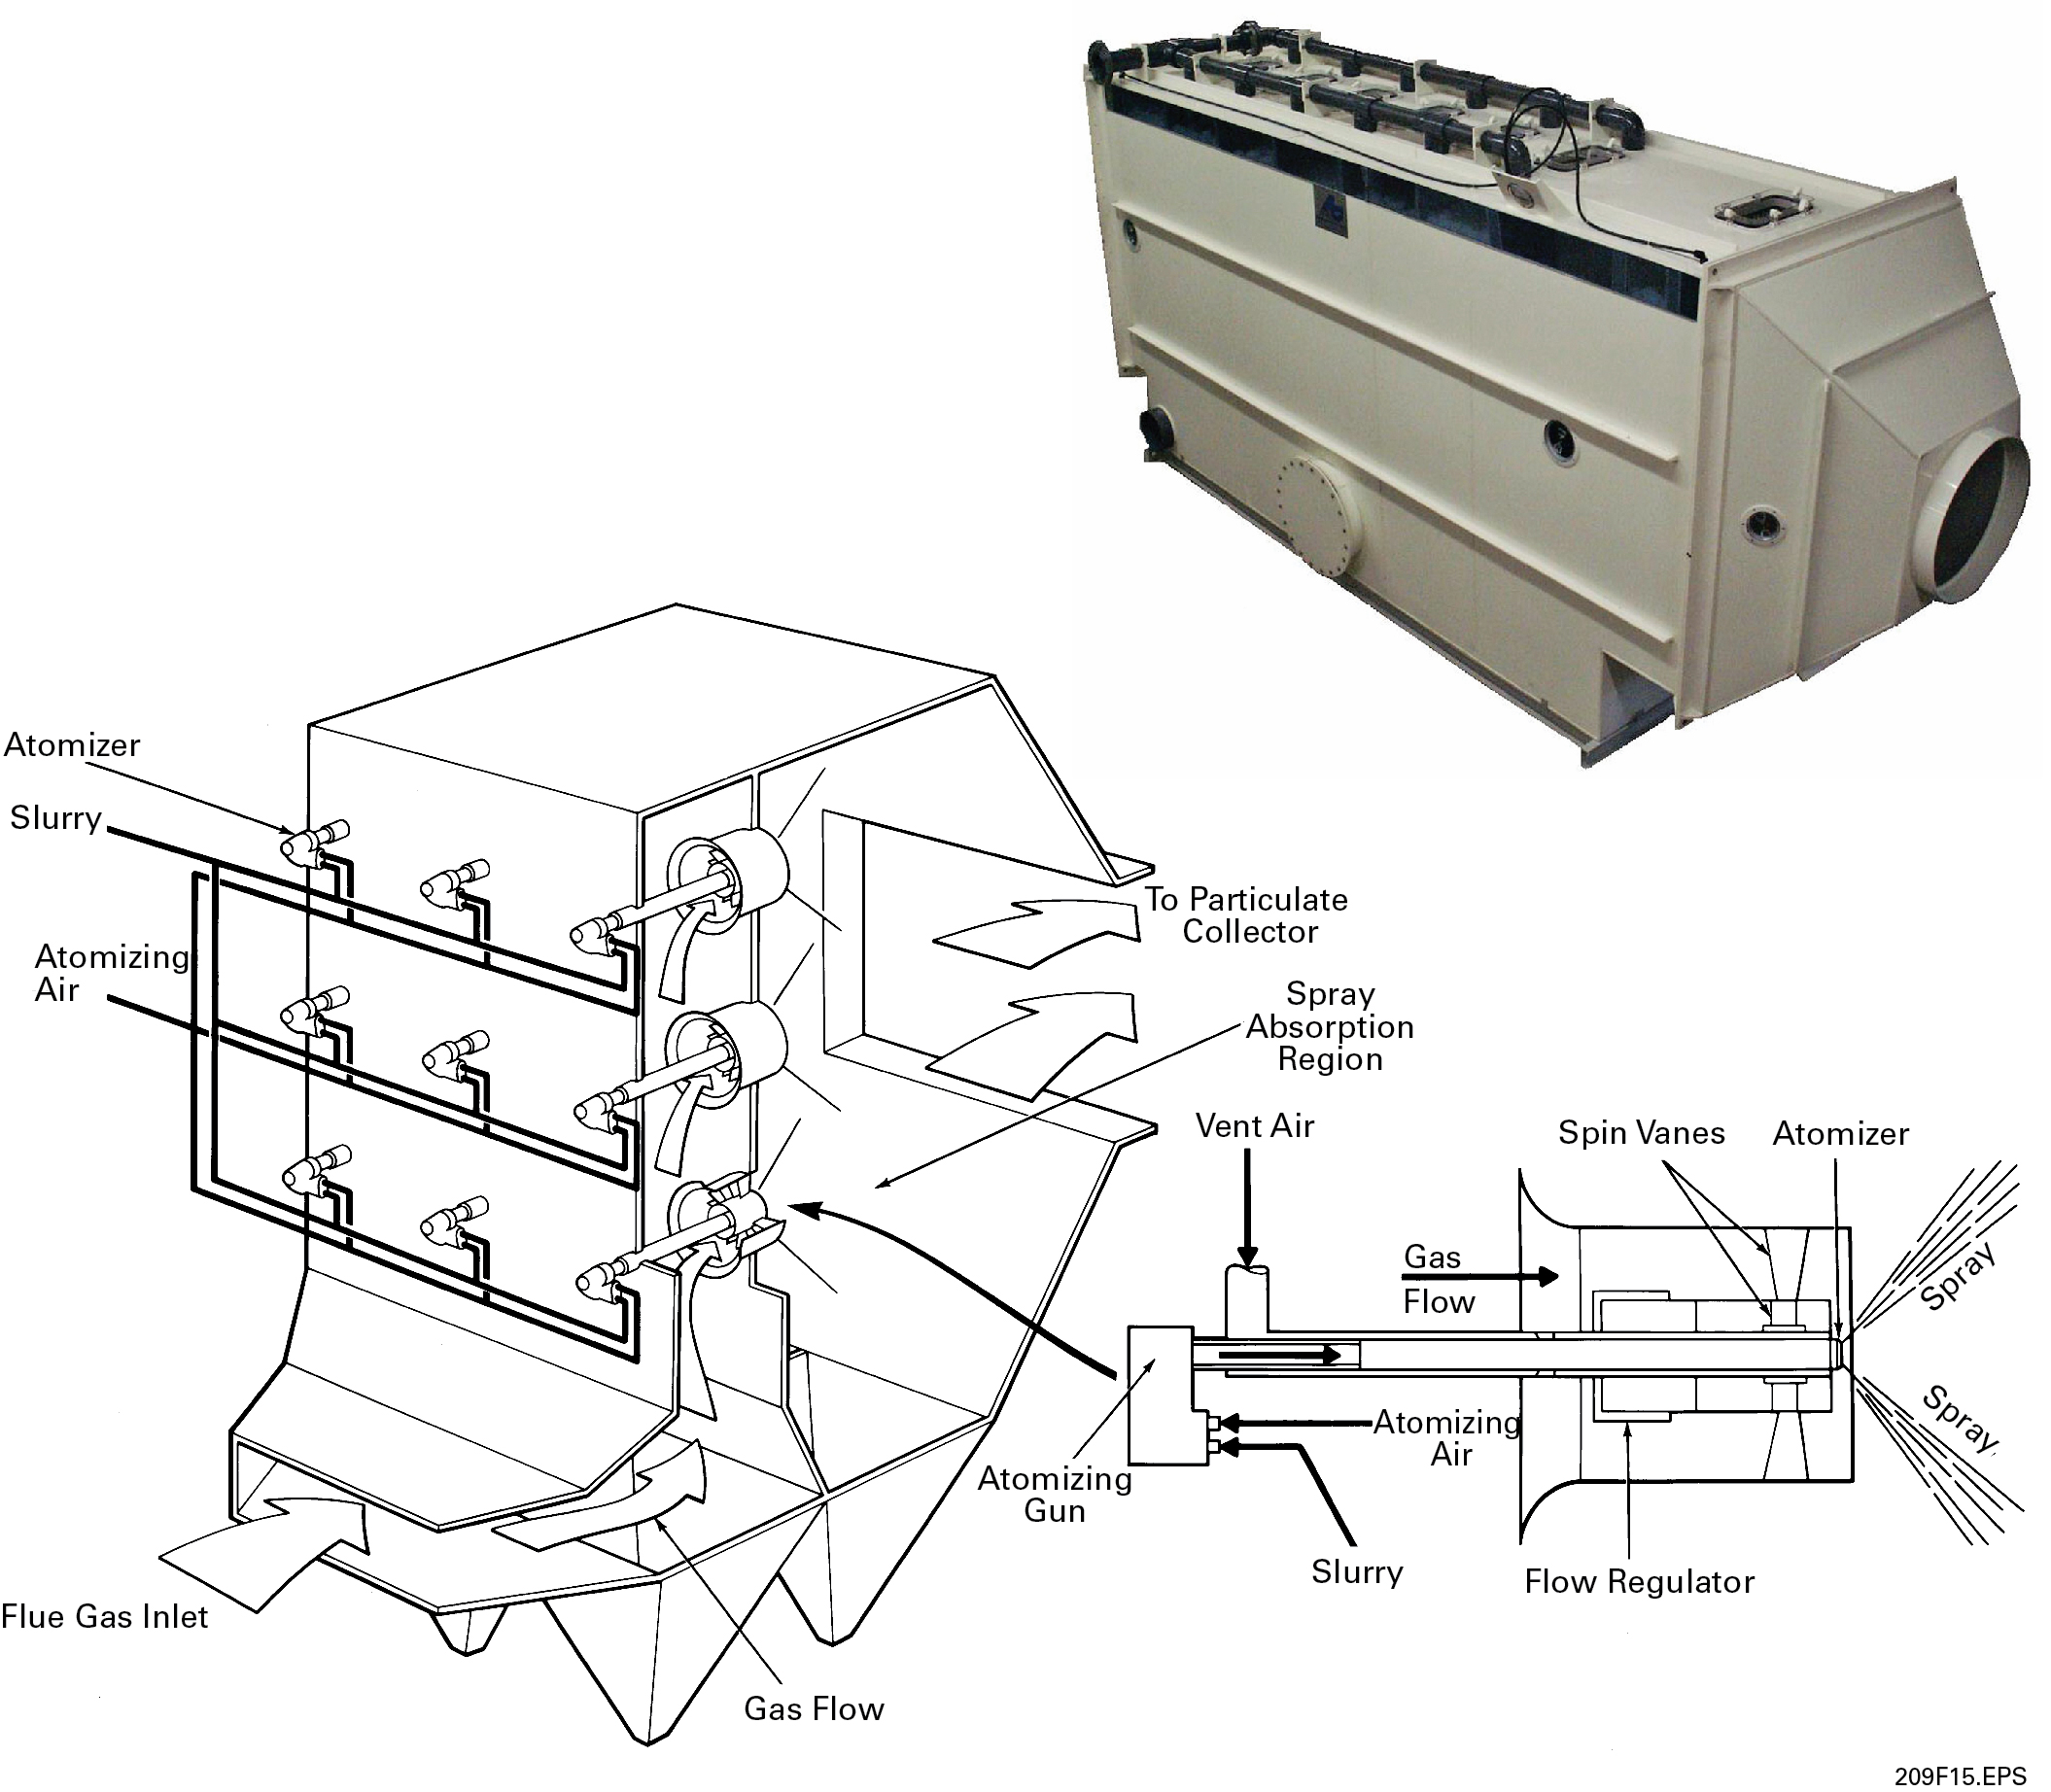 Atomizer
Slurry
Atomizing
Air
To Particulate
Collector
Spray
Absorption
Region
Vent Air
Spin Vanes
Atomizer
Gas
Flow
Spray
Spray
Atomizing
Air
Atomizing
Gun
Slurry
Flow Regulator
Flue Gas Inlet
Gas Flow
209F15.EPS